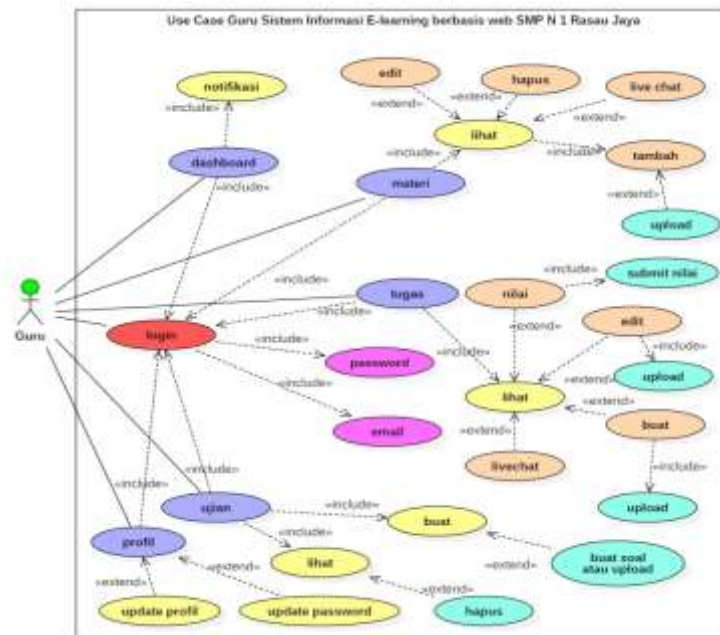 Use Case Guru Sistem Informasi E-learning berbasis web SMP N 1 Rasau Jaya
notifikasi
edit
hapus
live chat
«include»
«extend»
«extend»
«extend»
lihat
dashboard
«include»
«include»
tambah
«include»
materi
«extend»
upload
«include»
«include»
submit nilai
tugas
nilai
Guru
login
«include»
«extend»
edit
«include»
«include»
«include»
password
upload
lihat
«extend»
«include»
buat
email
«extend»
«extend»
livechat
«include»
«include»
«include»
ujian
«include»
upload
buat
profil
«include»
lihat
«extend»
buat soal
atau upload
«extend»
«extend»
«extend»
update profil
update password
hapus